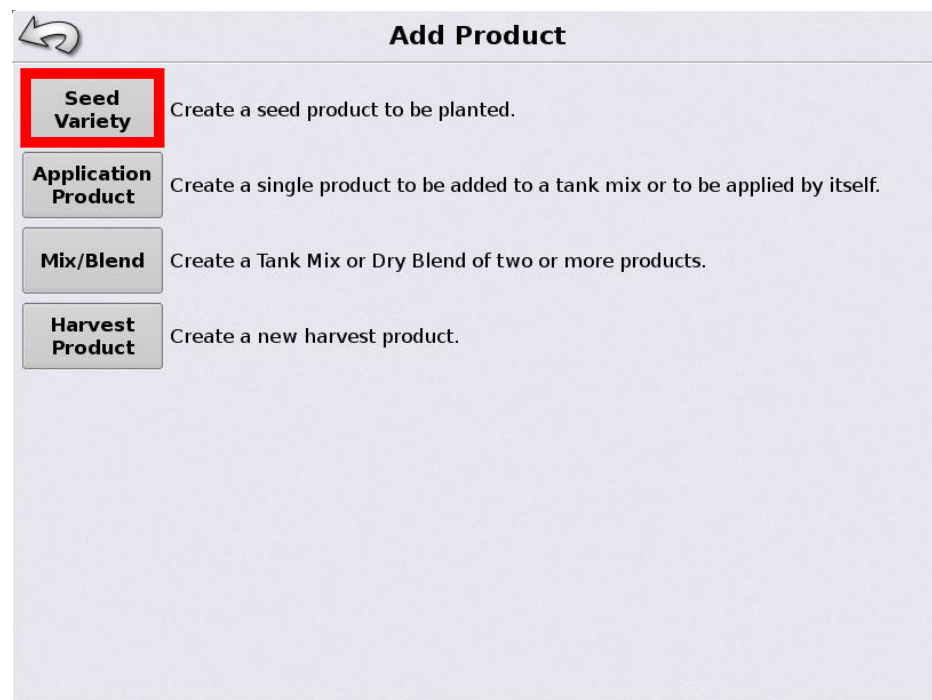 Add Product
Seed
Variety
Create a seed product to be planted.
Application
Product
Create a single product to be added to a tank mix or to be applied by itself.
Mix/Blend
Create a Tank Mix or Dry Blend of two or more products.
Harvest
Product
Create a new harvest product.